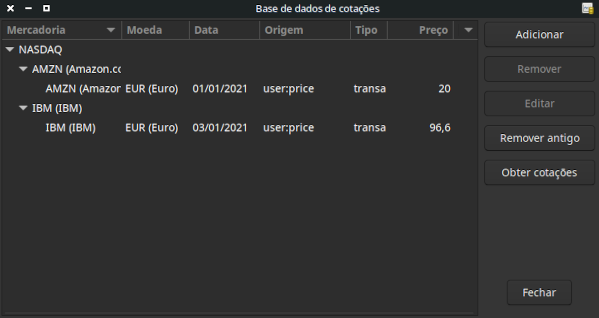 Base de dados de cotações
Mercadoria Moeda Data Origem Tipo Preço
NASDAQ
AMZN (Amazon.cc
AMZN (Amazor EUR (Euro) 01/01/2021 user:price transa 20
IBM (IBM)
IBM (IBM) EUR (Euro) 03/01/2021 user:price transa 96,6
Adicionar
Remover
Editar
Remover antigo
Obter cotações
Fechar